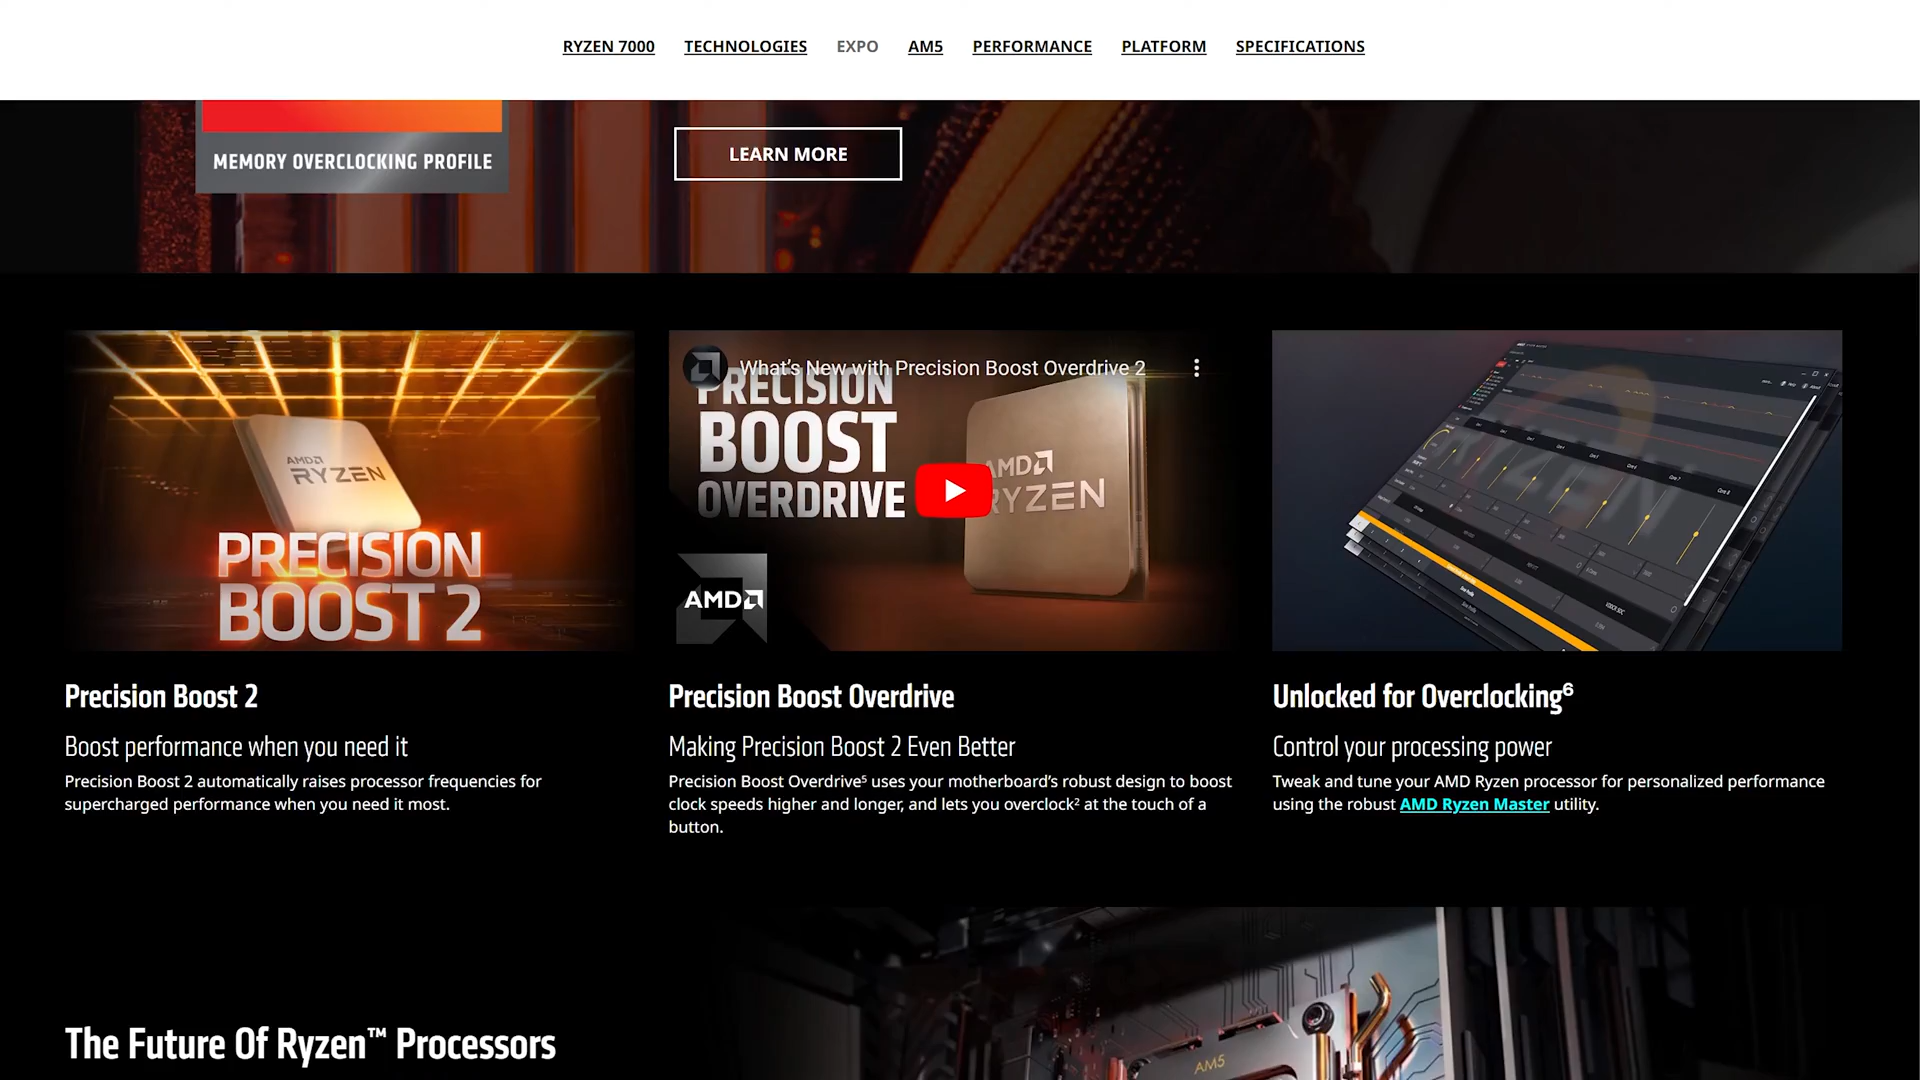 RYZEN 7000 TECHNOLOGIES EXPO AM5 PERFORMANCE PLATFORM SPECIFICATIONS
MEMORY OVERCLOCKING PROFILE
LEARN MORE
AMD
RYZEN
PRECISION
BOOST 2
What's New with Precision Boost Overdrive 2
PRECISION
BOOST
OVERDRIVE
AMD
RYZEN
AMD
RYZEN
Precision Boost 2
Boost performance when you need it
Precision Boost 2 automatically raises processor frequencies for
supercharged performance when you need it most.
Precision Boost Overdrive
Making Precision Boost 2 Even Better
Precision Boost Overdrive⁵ uses your motherboard’s robust design to boost
clock speeds higher and longer, and lets you overclock² at the touch of a
button.
Unlocked for Overclocking⁶
Control your processing power
Tweak and tune your AMD Ryzen processor for personalized performance
using the robust AMD Ryzen Master utility.
The Future Of Ryzen™ Processors
AM5